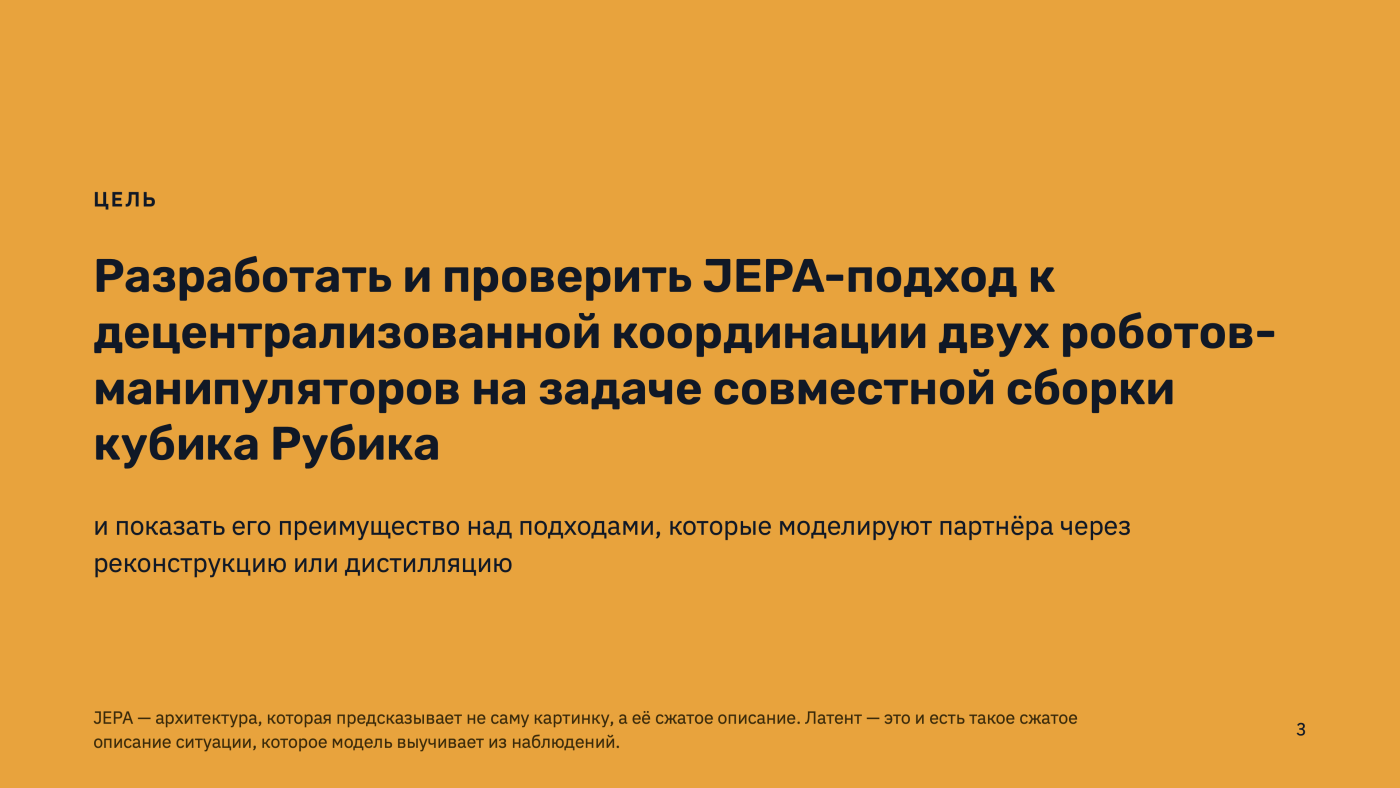 ЦЕЛЬ
Разработать и проверить JEPA-подход к
децентрализованной координации двух роботов-
манипуляторов на задаче совместной сборки
кубика Рубика
и показать его преимущество над подходами, которые моделируют партнёра через
реконструкцию или дистилляцию
JEPA — архитектура, которая предсказывает не саму картинку, а её сжатое описание. Латент — это и есть такое сжатое
описание ситуации, которое модель выучивает из наблюдений.
3